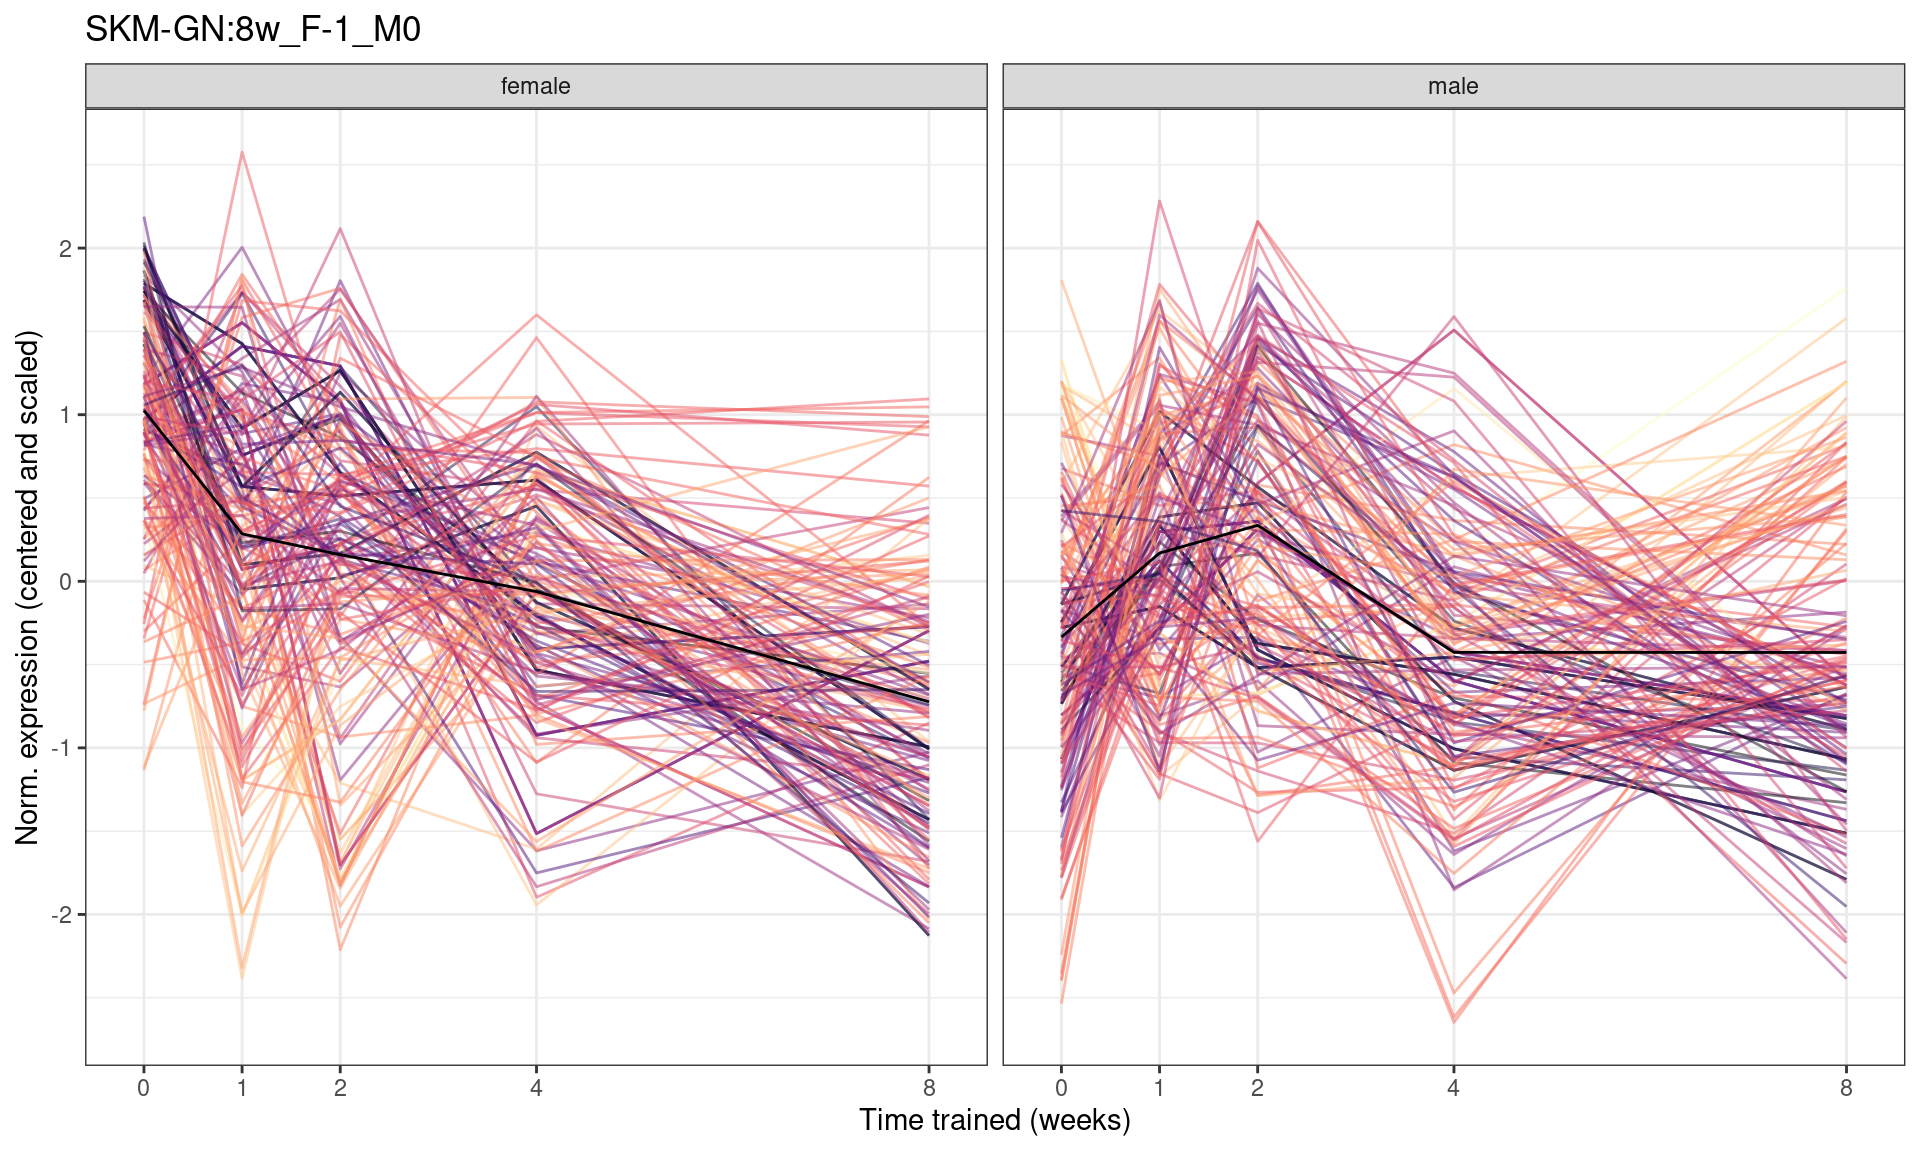 SKM-GN:8w_F-1_M0
female
male
Norm. expression (centered and scaled)
2
1
0
-1
-2
0 1 2 4 8
0 1 2 4 8
Time trained (weeks)